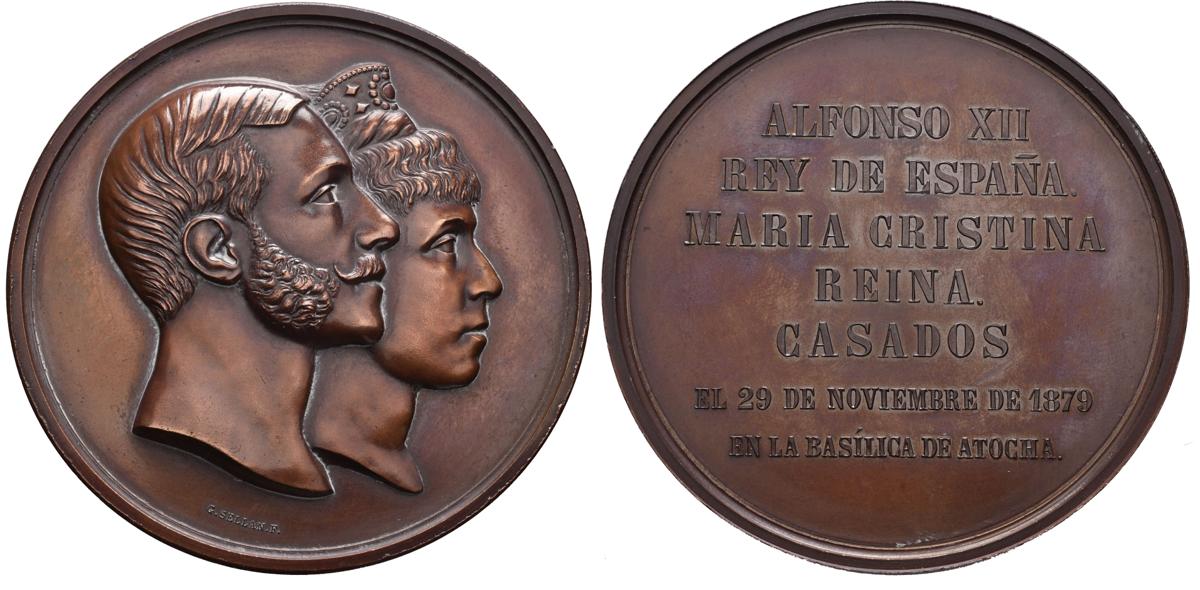 G. SELLAN. F.
ALFONSO XII
REY DE ESPAÑA.
MARIA CRISTINA
REINA.
CASADOS
EL 29 DE NOVIEMBRE DE 1879
EN LA BASÍLICA DE ATOCHA.